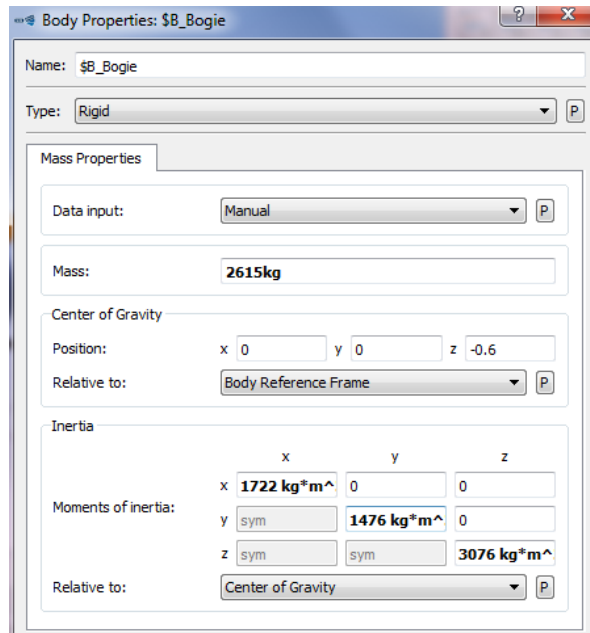 Body Properties: $B_Bogie ? X
Name: $B_Bogie
Type: Rigid P
Mass Properties
Data input: Manual P
Mass: 2615kg
Center of Gravity
Position: x 0 y 0 z -0.6
Relative to: Body Reference Frame P
Inertia
x y z
x 1722 kg*m^ 0 0
Moments of inertia: y sym 1476 kg*m^ 0
z sym sym 3076 kg*m^
Relative to: Center of Gravity P